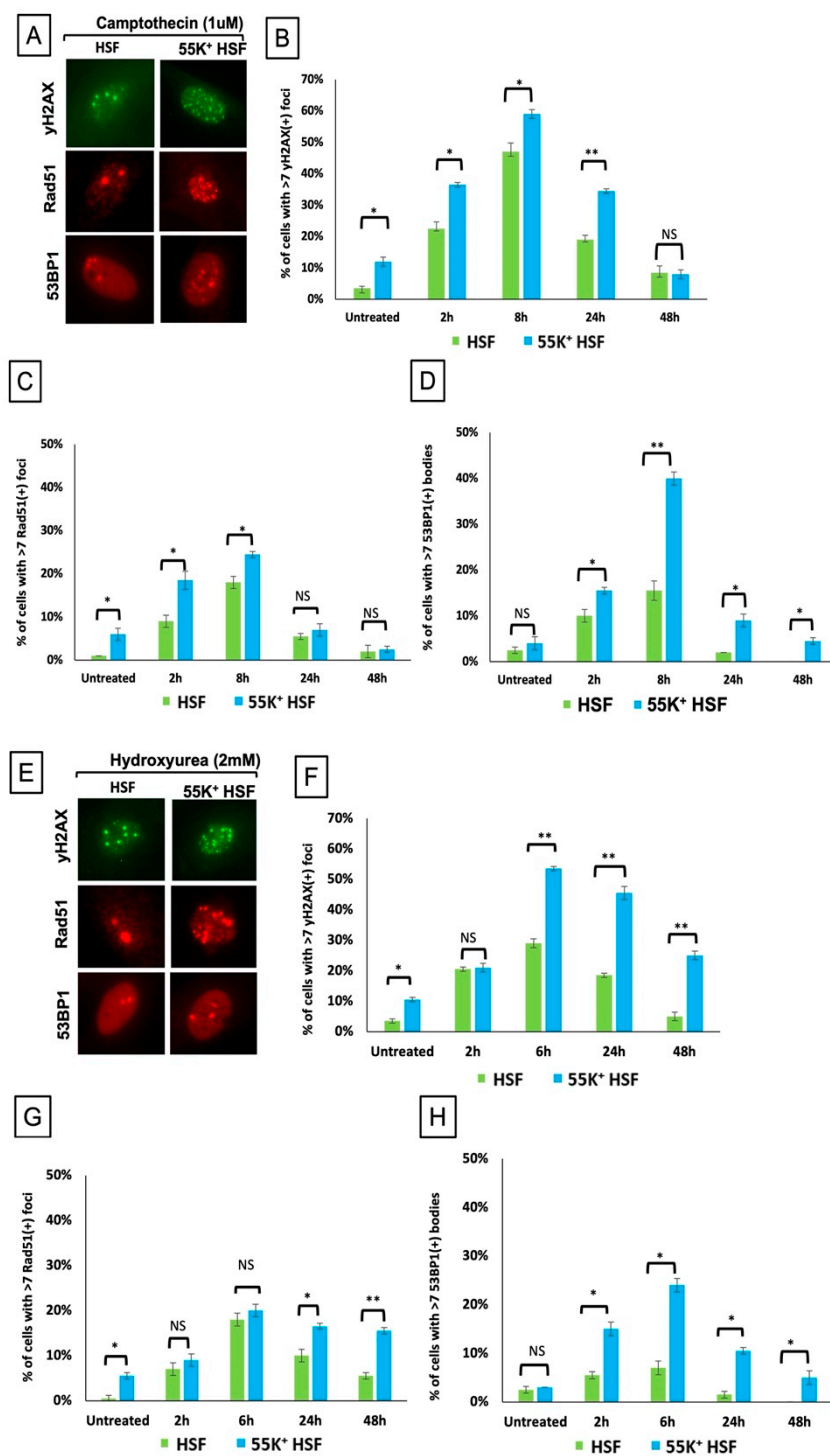 A
Camptothecin (1uM)
HSF 55K⁺ HSF
yH2AX
Rad51
53BP1
B
% of cells with >7 yH2AX(+) foci
70%
60%
50%
40%
30%
20%
10%
0%
* * * ** NS
Untreated 2h 8h 24h 48h
HSF 55K⁺ HSF
C
% of cells with >7 Rad51(+) foci
50%
40%
30%
20%
10%
0%
* * * NS NS
Untreated 2h 8h 24h 48h
HSF 55K⁺ HSF
D
% of cells with >7 53BP1(+) bodies
50%
40%
30%
20%
10%
0%
NS * ** * *
Untreated 2h 8h 24h 48h
HSF 55K⁺ HSF
E
Hydroxyurea (2mM)
HSF 55K⁺ HSF
yH2AX
Rad51
53BP1
F
% of cells with >7 yH2AX(+) foci
70%
60%
50%
40%
30%
20%
10%
0%
* NS ** ** **
Untreated 2h 6h 24h 48h
HSF 55K⁺ HSF
G
% of cells with >7 Rad51(+) foci
50%
40%
30%
20%
10%
0%
* NS NS * **
Untreated 2h 6h 24h 48h
HSF 55K⁺ HSF
H
% of cells with >7 53BP1(+) bodies
50%
40%
30%
20%
10%
0%
NS * * * *
Untreated 2h 6h 24h 48h
HSF 55K⁺ HSF